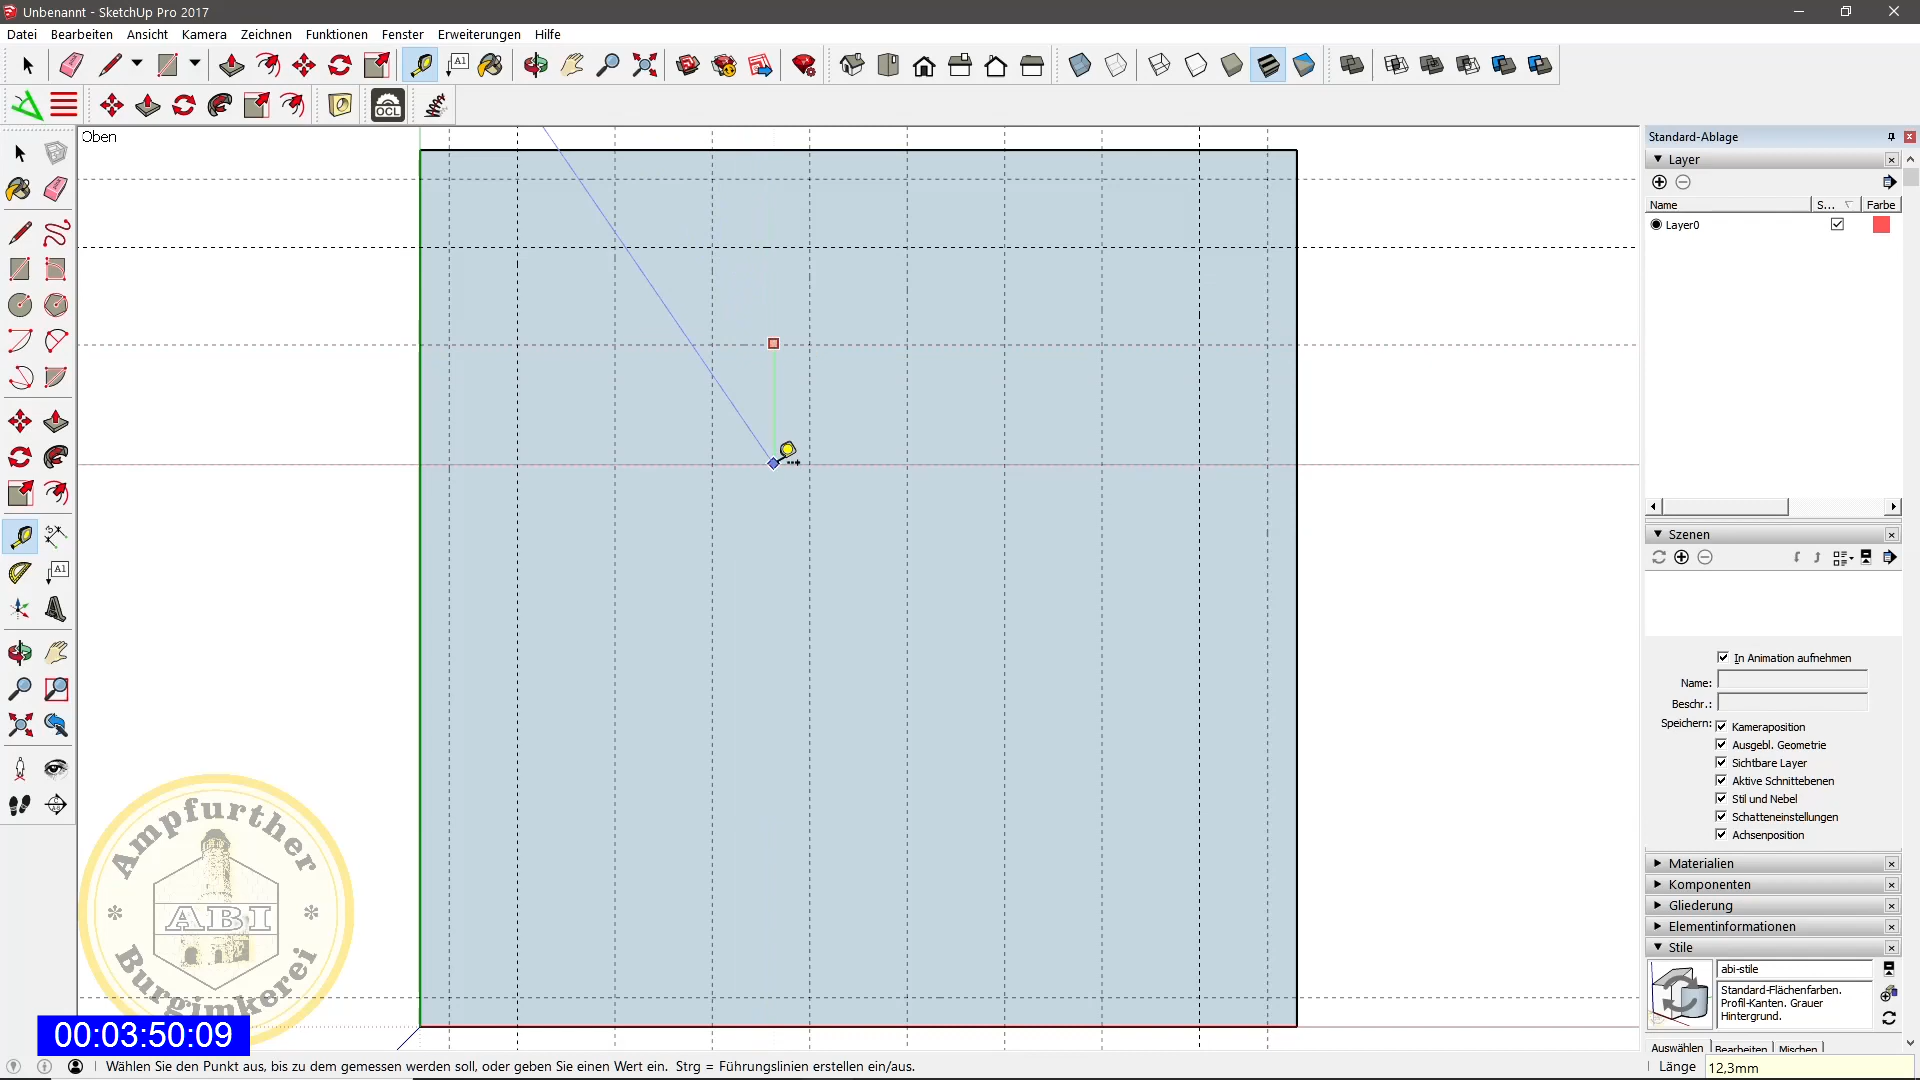 Unbenannt - SketchUp Pro 2017
Datei Bearbeiten Ansicht Kamera Zeichnen Funktionen Fenster Erweiterungen Hilfe
A1
OCL
Oben
Standard-Ablage
Layer
Name S... Farbe
Layer0
A1
Szenen
In Animation aufnehmen
Name:
Beschr.:
Speichern: Kameraposition
Ausgebl. Geometrie
Sichtbare Layer
Aktive Schnittebenen
Stil und Nebel
Schatteneinstellungen
Achsenposition
Materialien
Komponenten
Gliederung
Elementinformationen
Stile
abi-stile
Standard-Flächenfarben.
Profil-Kanten. Grauer
Hintergrund.
Auswählen Bearbeiten Mischen
Ampfurther
ABI
Burgimkerei
00:03:50:09
Wählen Sie den Punkt aus, bis zu dem gemessen werden soll, oder geben Sie einen Wert ein. Strg = Führungslinien erstellen ein/aus.
Länge 12,3mm